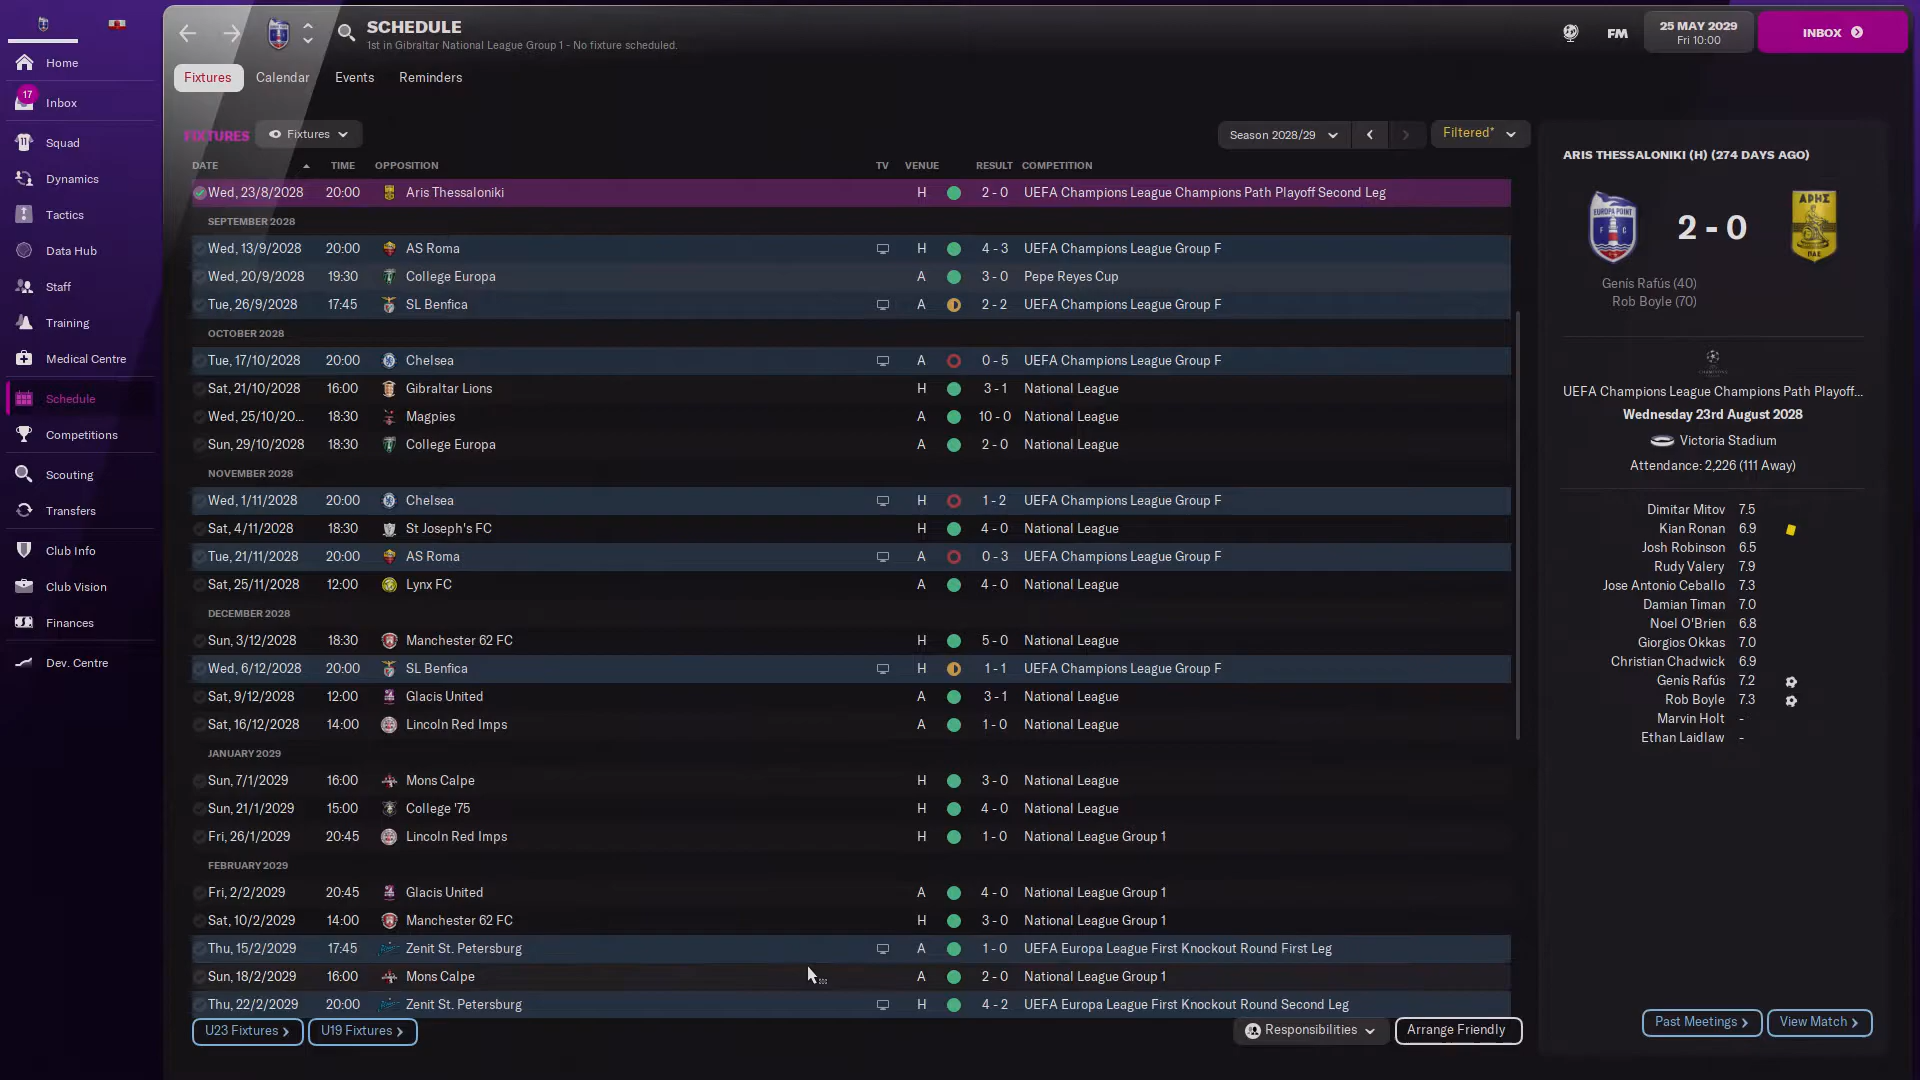 SCHEDULE
1st in Gibraltar National League Group 1 - No fixture scheduled.
FM
25 MAY 2029
Fri 10:00
INBOX
Home
17
Inbox
Squad
Dynamics
Tactics
Data Hub
Staff
Training
Medical Centre
Schedule
Competitions
Scouting
Transfers
Club Info
Club Vision
Finances
Dev. Centre
Fixtures Calendar Events Reminders
FIXTURES Fixtures Season 2028/29 Filtered*
DATE TIME OPPOSITION TV VENUE RESULT COMPETITION
Wed, 23/8/2028 20:00 Aris Thessaloniki H 2 - 0 UEFA Champions League Champions Path Playoff Second Leg
SEPTEMBER 2028
Wed, 13/9/2028 20:00 AS Roma H 4 - 3 UEFA Champions League Group F
Wed, 20/9/2028 19:30 College Europa A 3 - 0 Pepe Reyes Cup
Tue, 26/9/2028 17:45 SL Benfica A 2 - 2 UEFA Champions League Group F
OCTOBER 2028
Tue, 17/10/2028 20:00 Chelsea A 0 - 5 UEFA Champions League Group F
Sat, 21/10/2028 16:00 Gibraltar Lions H 3 - 1 National League
Wed, 25/10/20... 18:30 Magpies A 10 - 0 National League
Sun, 29/10/2028 18:30 College Europa A 2 - 0 National League
NOVEMBER 2028
Wed, 1/11/2028 20:00 Chelsea H 1 - 2 UEFA Champions League Group F
Sat, 4/11/2028 18:30 St Joseph's FC H 4 - 0 National League
Tue, 21/11/2028 20:00 AS Roma A 0 - 3 UEFA Champions League Group F
Sat, 25/11/2028 12:00 Lynx FC A 4 - 0 National League
DECEMBER 2028
Sun, 3/12/2028 18:30 Manchester 62 FC H 5 - 0 National League
Wed, 6/12/2028 20:00 SL Benfica H 1 - 1 UEFA Champions League Group F
Sat, 9/12/2028 12:00 Glacis United A 3 - 1 National League
Sat, 16/12/2028 14:00 Lincoln Red Imps A 1 - 0 National League
JANUARY 2029
Sun, 7/1/2029 16:00 Mons Calpe H 3 - 0 National League
Sun, 21/1/2029 15:00 College '75 H 4 - 0 National League
Fri, 26/1/2029 20:45 Lincoln Red Imps H 1 - 0 National League Group 1
FEBRUARY 2029
Fri, 2/2/2029 20:45 Glacis United A 4 - 0 National League Group 1
Sat, 10/2/2029 14:00 Manchester 62 FC H 3 - 0 National League Group 1
Thu, 15/2/2029 17:45 Zenit St. Petersburg A 1 - 0 UEFA Europa League First Knockout Round First Leg
Sun, 18/2/2029 16:00 Mons Calpe A 2 - 0 National League Group 1
Thu, 22/2/2029 20:00 Zenit St. Petersburg H 4 - 2 UEFA Europa League First Knockout Round Second Leg
U23 Fixtures U19 Fixtures Responsibilities Arrange Friendly
ARIS THESSALONIKI (H) (274 DAYS AGO)
EUROPA POINT
FC
2 - 0
ΑΡΗΣ
ΠΑΕ
Genís Rafús (40)
Rob Boyle (70)
UEFA Champions League Champions Path Playoff...
Wednesday 23rd August 2028
Victoria Stadium
Attendance: 2,226 (111 Away)
Dimitar Mitov 7.5
Kian Ronan 6.9
Josh Robinson 6.5
Rudy Valery 7.9
Jose Antonio Ceballo 7.3
Damian Timan 7.0
Noel O'Brien 6.8
Giorgios Okkas 7.0
Christian Chadwick 6.9
Genís Rafús 7.2
Rob Boyle 7.3
Marvin Holt -
Ethan Laidlaw -
Past Meetings View Match